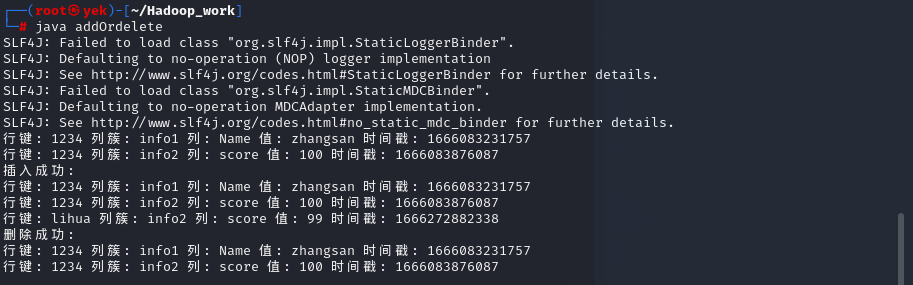 ┌──(root㉿yek)-[~/Hadoop_work]
└─# java addOrdelete
SLF4J: Failed to load class "org.slf4j.impl.StaticLoggerBinder".
SLF4J: Defaulting to no-operation (NOP) logger implementation
SLF4J: See http://www.slf4j.org/codes.html#StaticLoggerBinder for further details.
SLF4J: Failed to load class "org.slf4j.impl.StaticMDCBinder".
SLF4J: Defaulting to no-operation MDCAdapter implementation.
SLF4J: See http://www.slf4j.org/codes.html#no_static_mdc_binder for further details.
行键: 1234 列簇: info1 列: Name 值: zhangsan 时间戳: 1666083231757
行键: 1234 列簇: info2 列: score 值: 100 时间戳: 1666083876087
插入成功:
行键: 1234 列簇: info1 列: Name 值: zhangsan 时间戳: 1666083231757
行键: 1234 列簇: info2 列: score 值: 100 时间戳: 1666083876087
行键: lihua 列簇: info2 列: score 值: 99 时间戳: 1666272882338
删除成功:
行键: 1234 列簇: info1 列: Name 值: zhangsan 时间戳: 1666083231757
行键: 1234 列簇: info2 列: score 值: 100 时间戳: 1666083876087